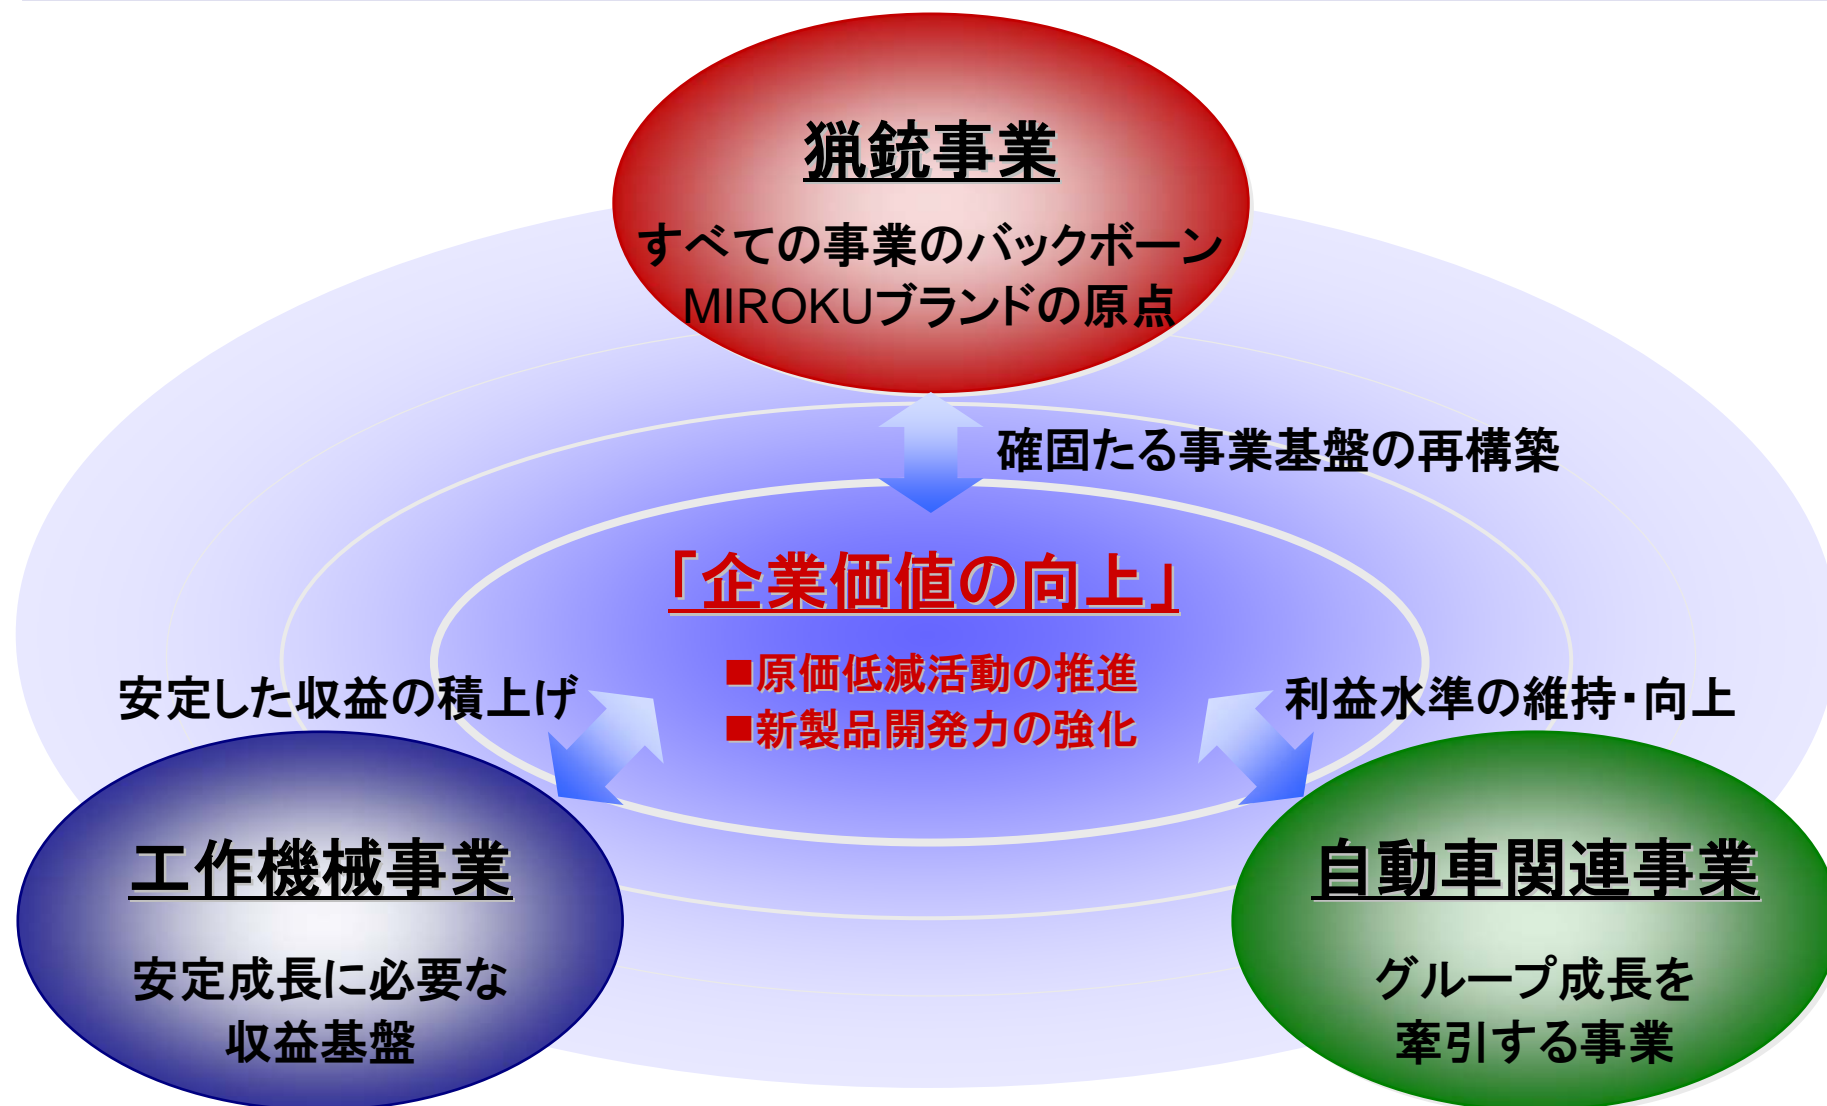 猟銃事業
すべての事業のバックボーン
MIROKUブランドの原点
確固たる事業基盤の再構築
「企業価値の向上」
■原価低減活動の推進
■新製品開発力の強化
安定した収益の積上げ
利益水準の維持・向上
工作機械事業
安定成長に必要な
収益基盤
自動車関連事業
グループ成長を
牽引する事業